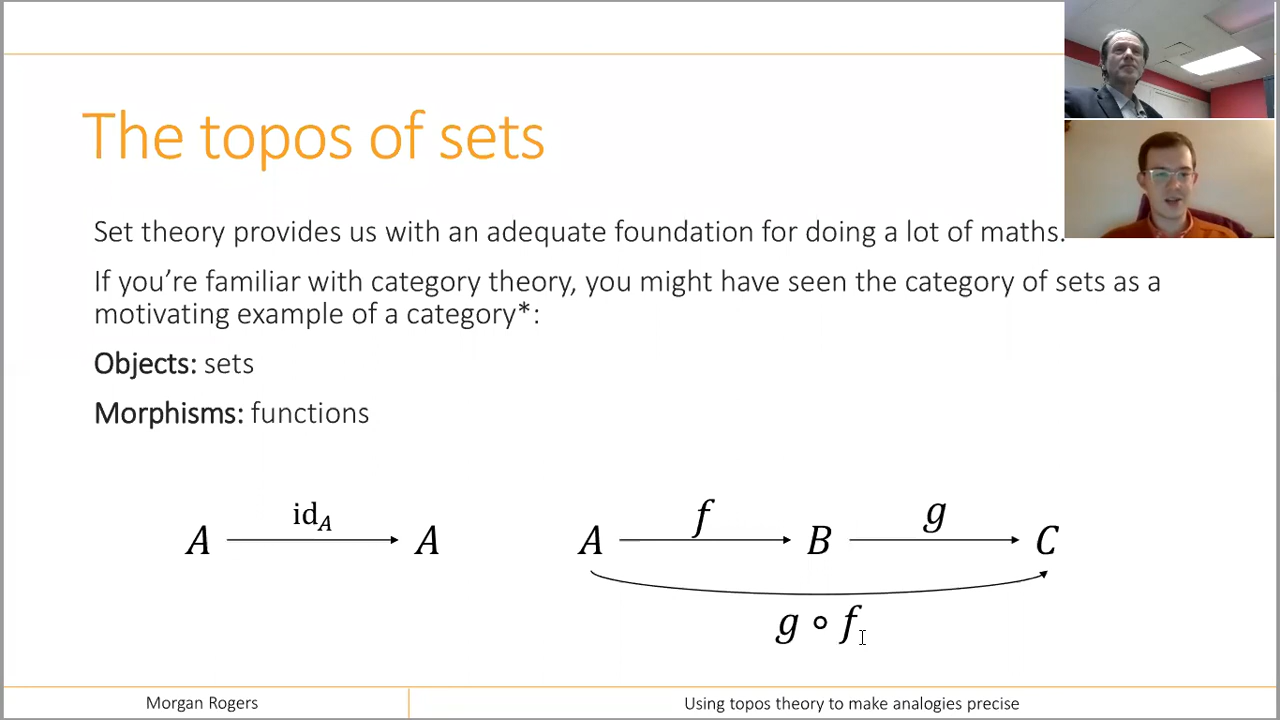 The topos of sets
Set theory provides us with an adequate foundation for doing a lot of maths.
If you’re familiar with category theory, you might have seen the category of sets as a
motivating example of a category*:
Objects: sets
Morphisms: functions
A id_A A
A f B g C
g ∘ f
Morgan Rogers
Using topos theory to make analogies precise